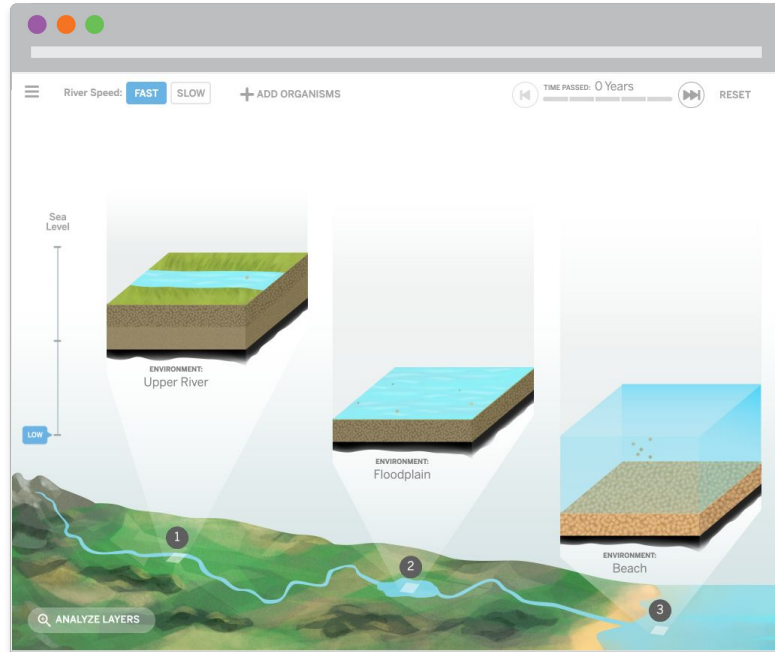 River Speed: FAST SLOW
ADD ORGANISMS
TIME PASSED: 0 Years
RESET
Sea
Level
LOW
ENVIRONMENT:
Upper River
ENVIRONMENT:
Floodplain
ENVIRONMENT:
Beach
1
2
3
ANALYZE LAYERS